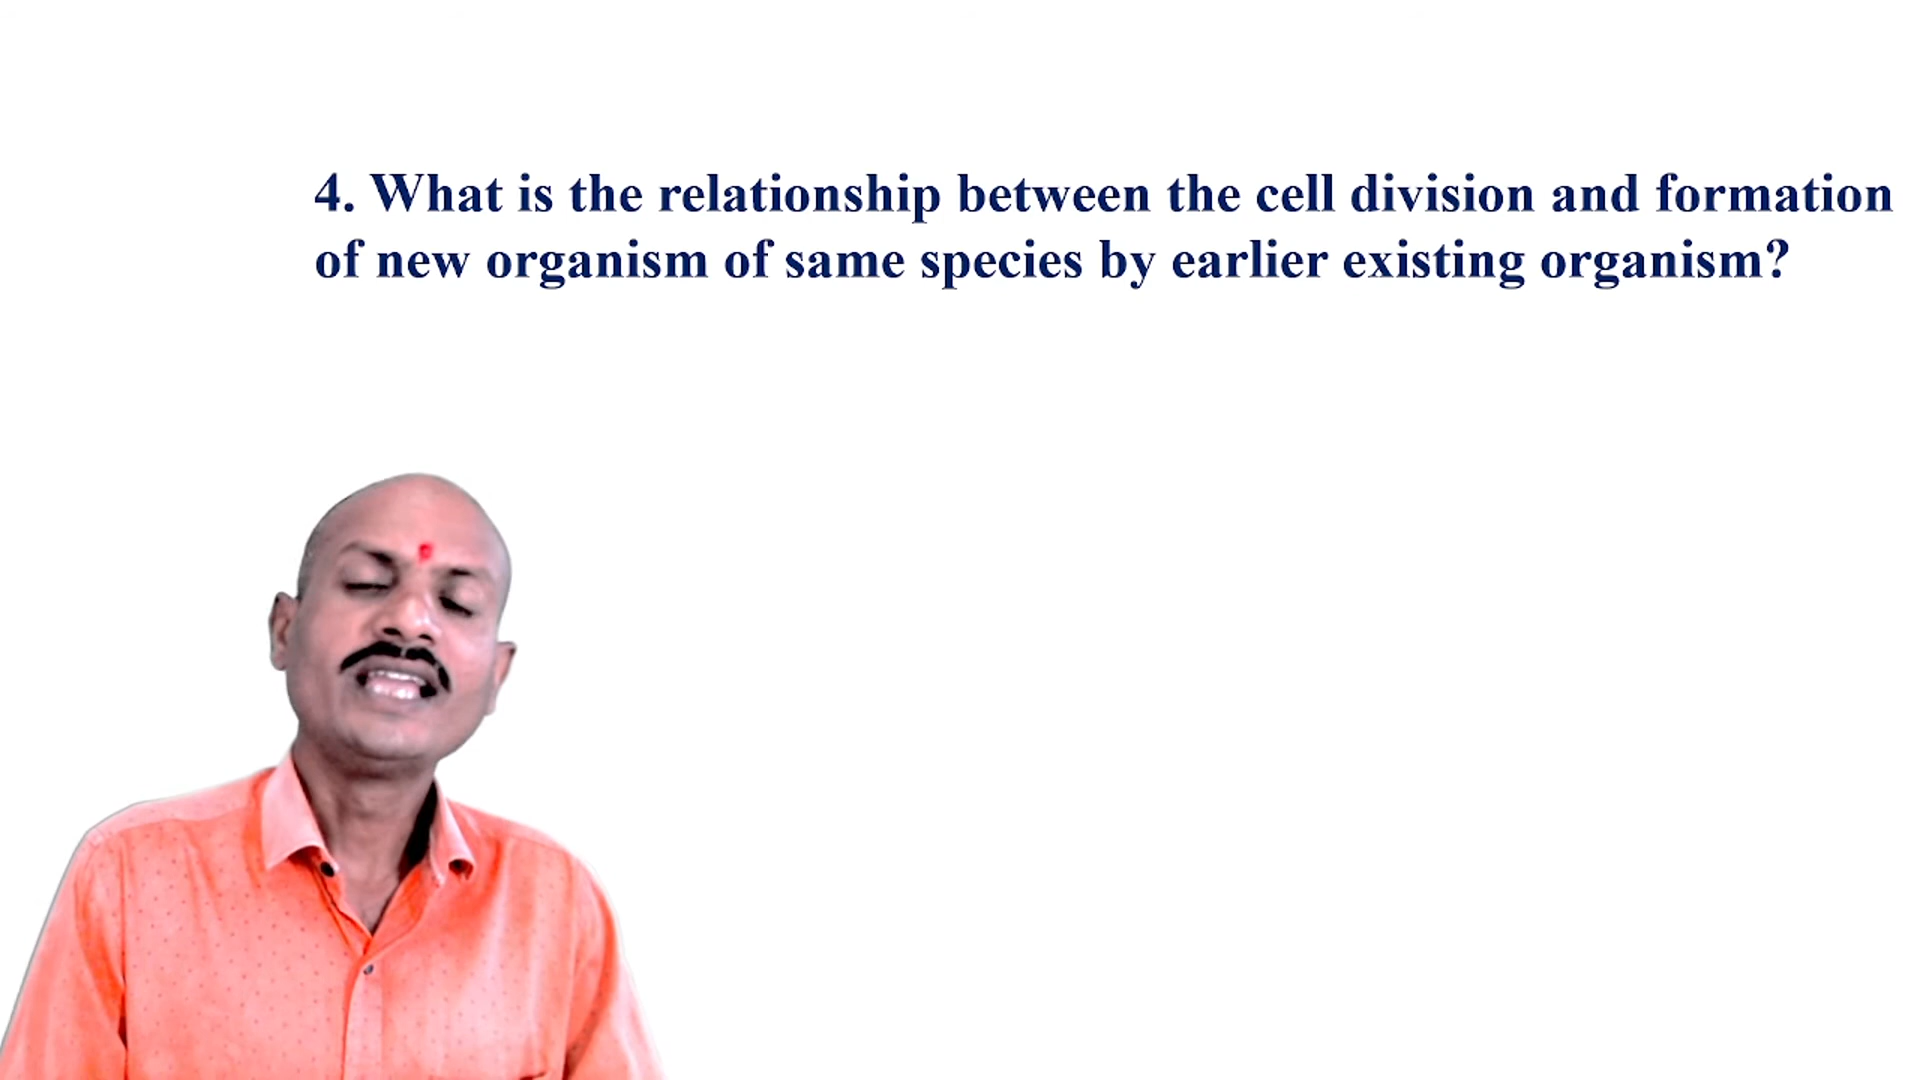 4. What is the relationship between the cell division and formation
of new organism of same species by earlier existing organism?